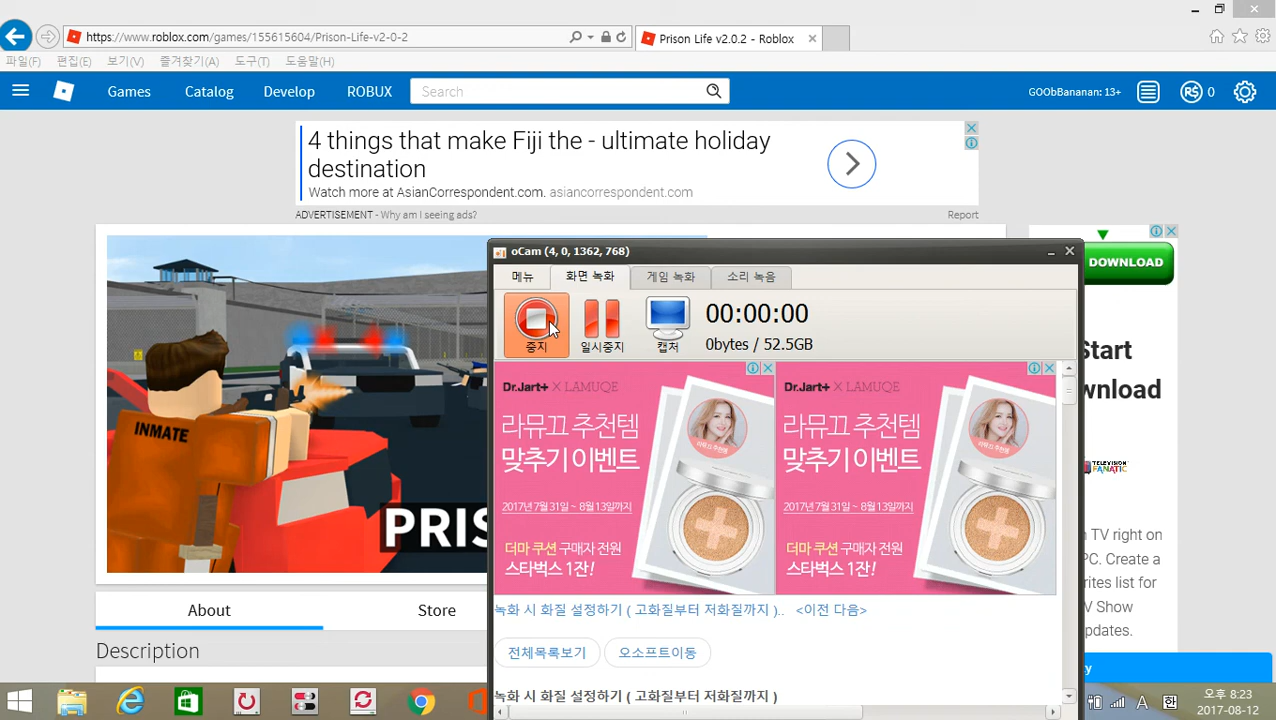 https://www.roblox.com/games/155615604/Prison-Life-v2-0-2
Prison Life v2.0.2 - Roblox
파일(F) 편집(E) 보기(V) 즐겨찾기(A) 도구(T) 도움말(H)
Games Catalog Develop ROBUX Search GOObBananan: 13+ R$ 0
4 things that make Fiji the - ultimate holiday
destination
Watch more at AsianCorrespondent.com. asiancorrespondent.com
ADVERTISEMENT - Why am I seeing ads? Report
oCam (4, 0, 1362, 768)
메뉴 화면 녹화 게임 녹화 소리 녹음
중지 일시중지 캡처
00:00:00
0bytes / 52.5GB
DOWNLOAD
Start
wnload
TELEVISION
FANATIC
n TV right on
PC. Create a
rites list for
V Show
updates.
y
INMATE
PRIS
Dr.Jart+ X LAMUQE
라뮤끄 추천템
맞추기 이벤트
2017년 7월 31일 ~ 8월 13일까지
더마 쿠션 구매자 전원
스타벅스 1잔!
Dr.Jart+ X LAMUQE
라뮤끄 추천템
맞추기 이벤트
2017년 7월 31일 ~ 8월 13일까지
더마 쿠션 구매자 전원
스타벅스 1잔!
녹화 시 화질 설정하기 ( 고화질부터 저화질까지 ).. <이전 다음>
전체목록보기 오소프트이동
녹화 시 화질 설정하기 ( 고화질부터 저화질까지 )
About Store
Description
A 한
오후 8:23
2017-08-12